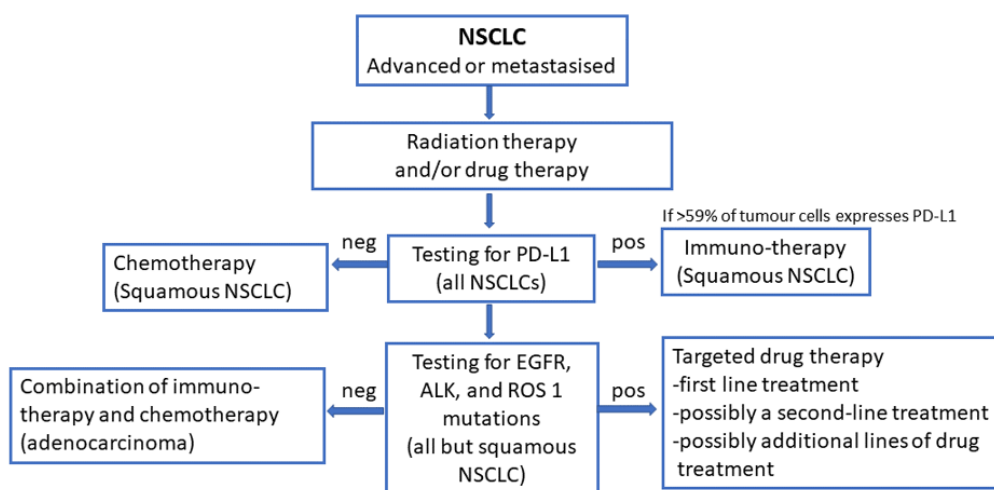 NSCLC
Advanced or metastasised
Radiation therapy
and/or drug therapy
If >59% of tumour cells expresses PD-L1
neg
pos
Chemotherapy
(Squamous NSCLC)
Testing for PD-L1
(all NSCLCs)
Immuno-therapy
(Squamous NSCLC)
neg
pos
Combination of immuno-
therapy and chemotherapy
(adenocarcinoma)
Testing for EGFR,
ALK, and ROS 1
mutations
(all but squamous
NSCLC)
Targeted drug therapy
-first line treatment
-possibly a second-line treatment
-possibly additional lines of drug
treatment